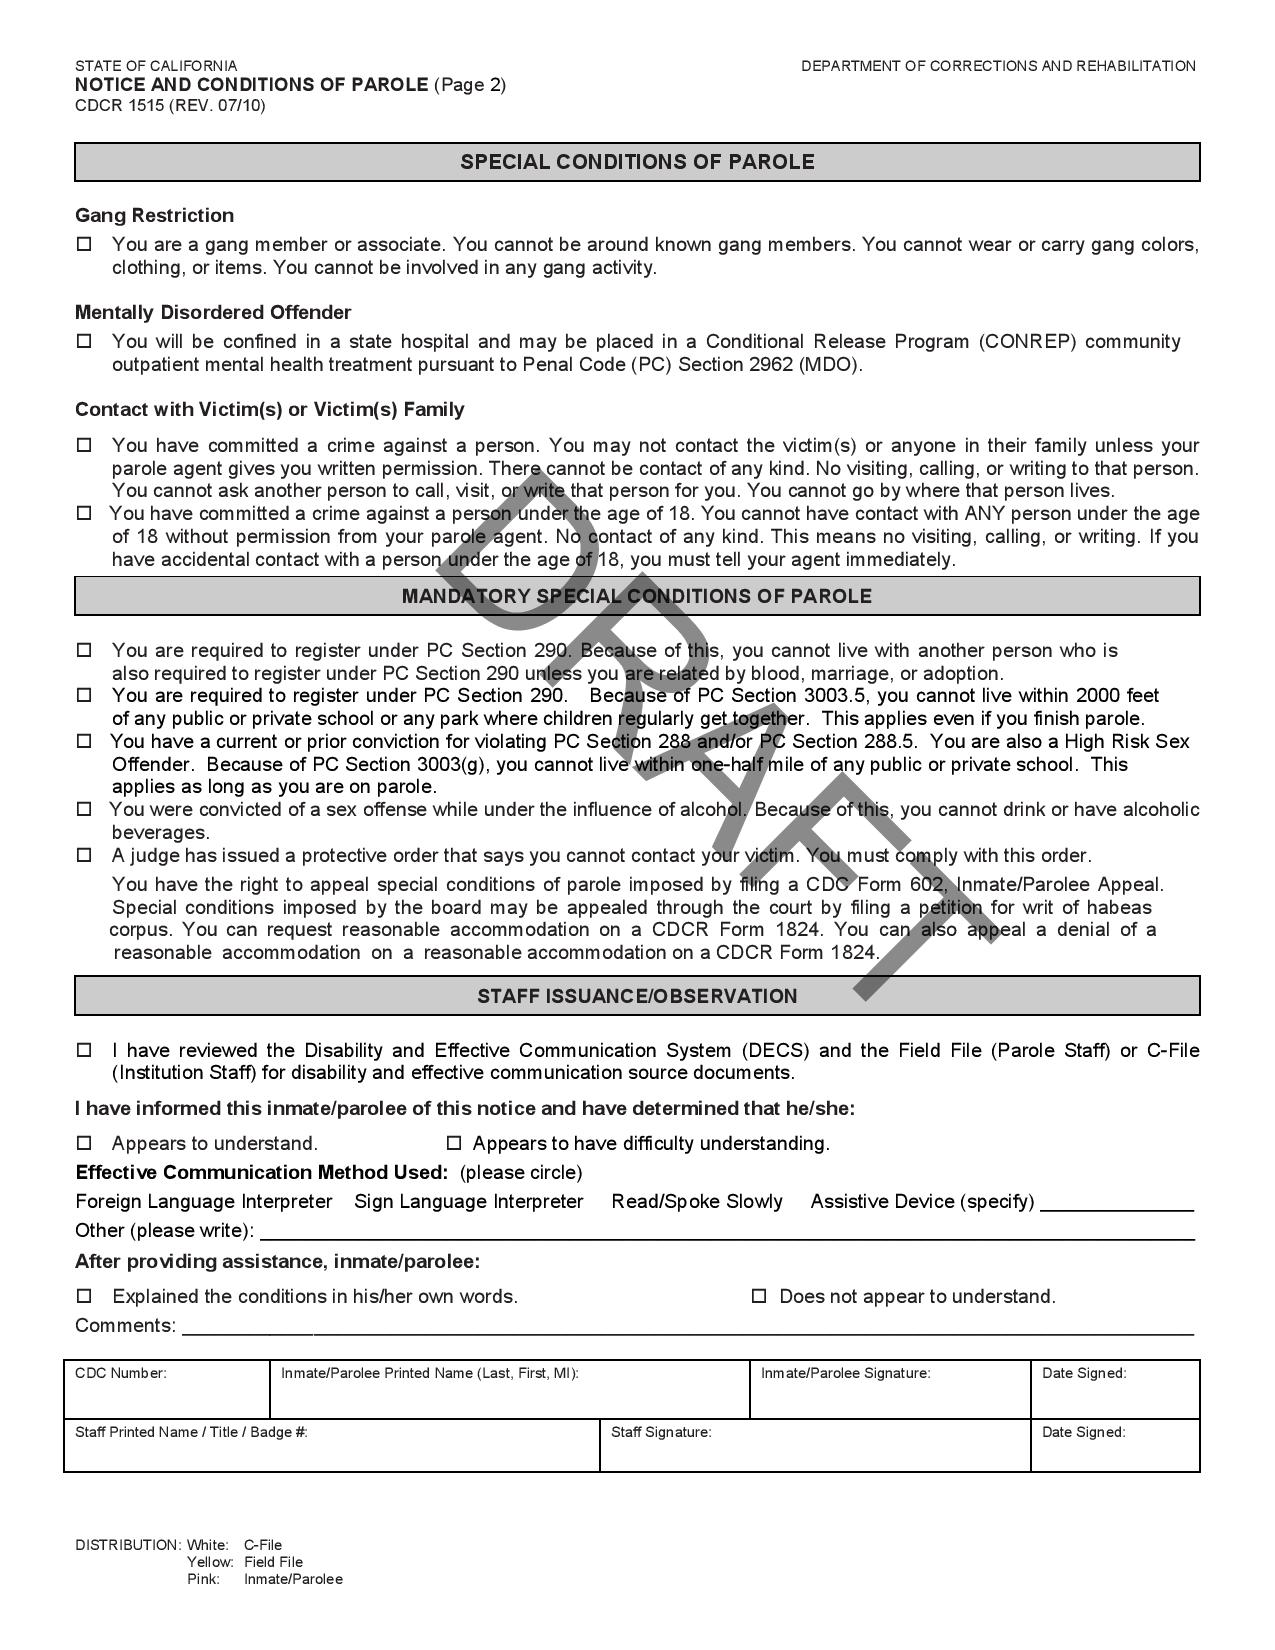 STATE OF CALIFORNIA DEPARTMENT OF CORRECTIONS AND REHABILITATION
NOTICE AND CONDITIONS OF PAROLE (Page 2)
CDCR 1515 (REV. 07/10)
SPECIAL CONDITIONS OF PAROLE
Gang Restriction
☐ You are a gang member or associate. You cannot be around known gang members. You cannot wear or carry gang colors,
clothing, or items. You cannot be involved in any gang activity.
Mentally Disordered Offender
☐ You will be confined in a state hospital and may be placed in a Conditional Release Program (CONREP) community
outpatient mental health treatment pursuant to Penal Code (PC) Section 2962 (MDO).
Contact with Victim(s) or Victim(s) Family
☐ You have committed a crime against a person. You may not contact the victim(s) or anyone in their family unless your
parole agent gives you written permission. There cannot be contact of any kind. No visiting, calling, or writing to that person.
You cannot ask another person to call, visit, or write that person for you. You cannot go by where that person lives.
☐ You have committed a crime against a person under the age of 18. You cannot have contact with ANY person under the age
of 18 without permission from your parole agent. No contact of any kind. This means no visiting, calling, or writing. If you
have accidental contact with a person under the age of 18, you must tell your agent immediately.
MANDATORY SPECIAL CONDITIONS OF PAROLE
☐ You are required to register under PC Section 290. Because of this, you cannot live with another person who is
also required to register under PC Section 290 unless you are related by blood, marriage, or adoption.
☐ You are required to register under PC Section 290. Because of PC Section 3003.5, you cannot live within 2000 feet
of any public or private school or any park where children regularly get together. This applies even if you finish parole.
☐ You have a current or prior conviction for violating PC Section 288 and/or PC Section 288.5. You are also a High Risk Sex
Offender. Because of PC Section 3003(g), you cannot live within one-half mile of any public or private school. This
applies as long as you are on parole.
☐ You were convicted of a sex offense while under the influence of alcohol. Because of this, you cannot drink or have alcoholic
beverages.
☐ A judge has issued a protective order that says you cannot contact your victim. You must comply with this order.
You have the right to appeal special conditions of parole imposed by filing a CDC Form 602, Inmate/Parolee Appeal.
Special conditions imposed by the board may be appealed through the court by filing a petition for writ of habeas
corpus. You can request reasonable accommodation on a CDCR Form 1824. You can also appeal a denial of a
reasonable accommodation on a reasonable accommodation on a CDCR Form 1824.
DRAFT
STAFF ISSUANCE/OBSERVATION
☐ I have reviewed the Disability and Effective Communication System (DECS) and the Field File (Parole Staff) or C-File
(Institution Staff) for disability and effective communication source documents.
I have informed this inmate/parolee of this notice and have determined that he/she:
☐ Appears to understand. ☐ Appears to have difficulty understanding.
Effective Communication Method Used: (please circle)
Foreign Language Interpreter Sign Language Interpreter Read/Spoke Slowly Assistive Device (specify)
Other (please write):
After providing assistance, inmate/parolee:
☐ Explained the conditions in his/her own words. ☐ Does not appear to understand.
Comments:
CDC Number: Inmate/Parolee Printed Name (Last, First, MI): Inmate/Parolee Signature: Date Signed:
Staff Printed Name / Title / Badge #: Staff Signature: Date Signed:
DISTRIBUTION: White: C-File
Yellow: Field File
Pink: Inmate/Parolee